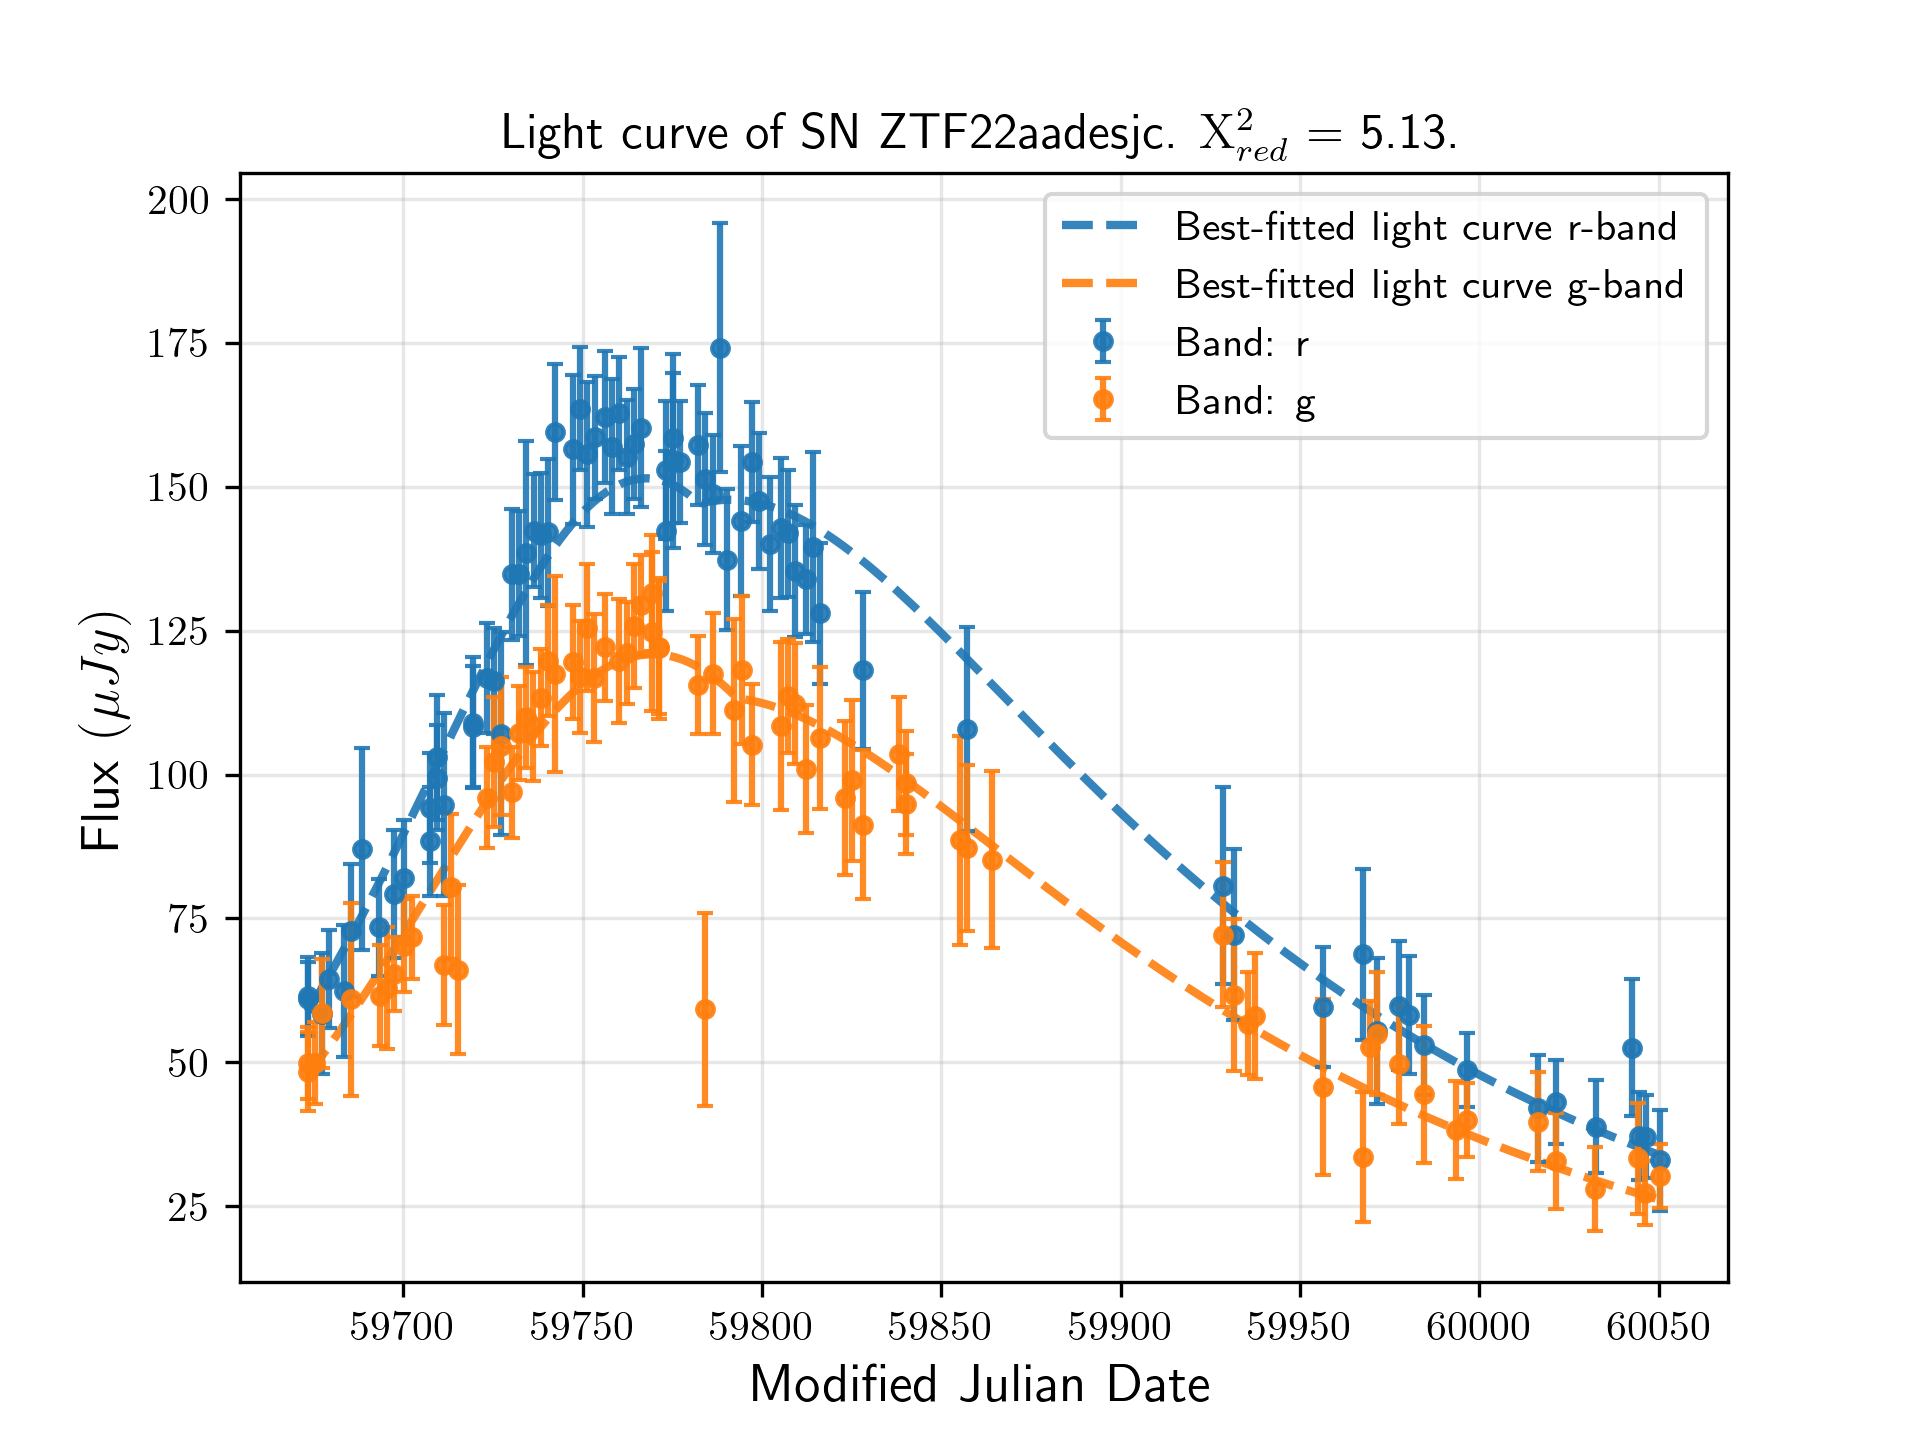 Light curve of SN ZTF22aadesjc. X²_red = 5.13.
200
175
150
125
100
75
50
25
Flux (μJy)
Best-fitted light curve r-band
Best-fitted light curve g-band
Band: r
Band: g
59700 59750 59800 59850 59900 59950 60000 60050
Modified Julian Date